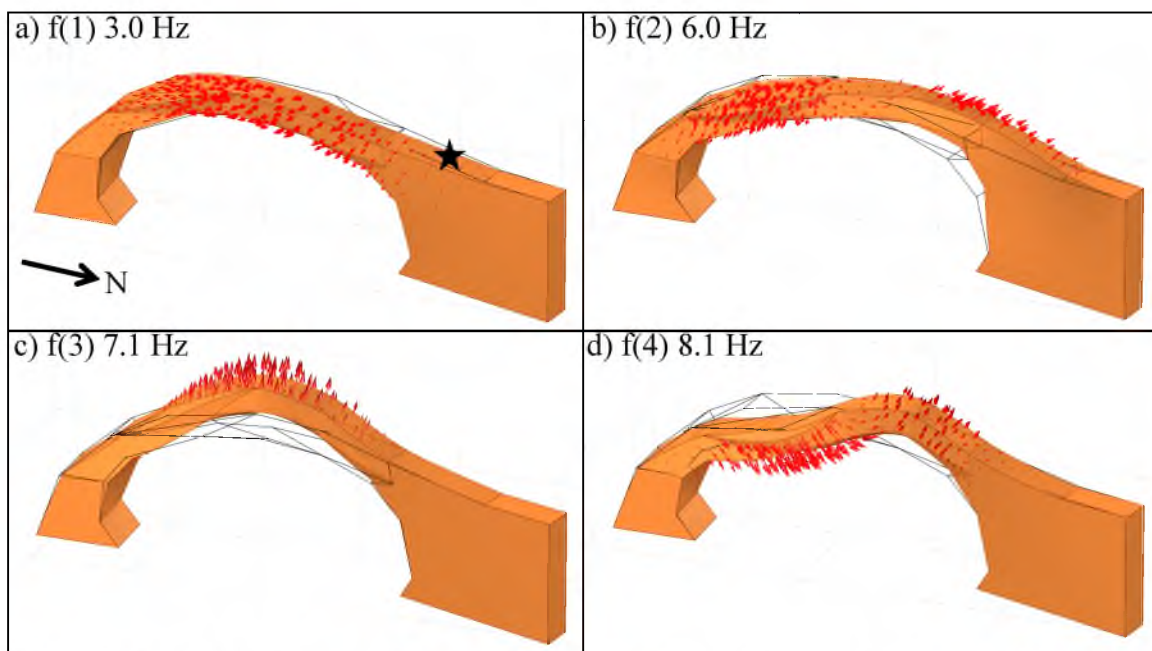 a) f(1) 3.0 Hz
b) f(2) 6.0 Hz
N
c) f(3) 7.1 Hz
d) f(4) 8.1 Hz